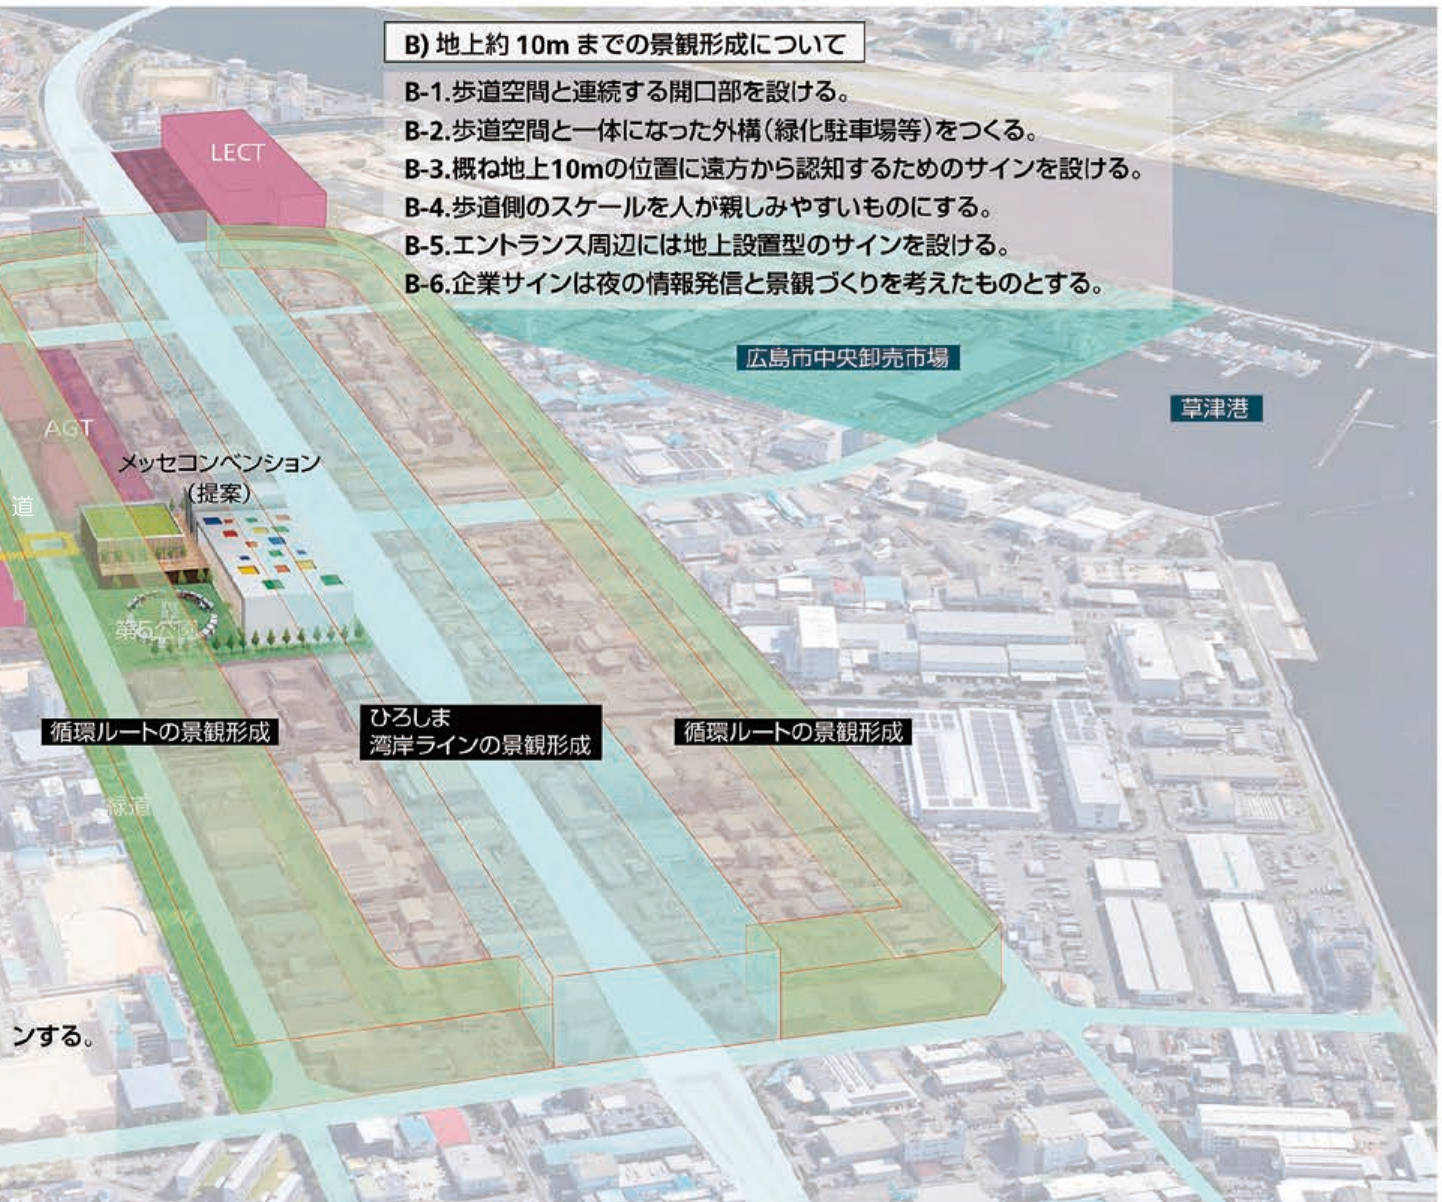 B) 地上約 10m までの景観形成について
B-1.歩道空間と連続する開口部を設ける。
B-2.歩道空間と一体になった外構（緑化駐車場等）をつくる。
B-3.概ね地上10mの位置に遠方から認知するためのサインを設ける。
B-4.歩道側のスケールを人が親しみやすいものにする。
B-5.エントランス周辺には地上設置型のサインを設ける。
B-6.企業サインは夜の情報発信と景観づくりを考えたものとする。
LECT
広島市中央卸売市場
草津港
AGT
メッセコンベンション
（提案）
道
第5公園
循環ルートの景観形成
ひろしま
湾岸ラインの景観形成
循環ルートの景観形成
緑道
ンする。